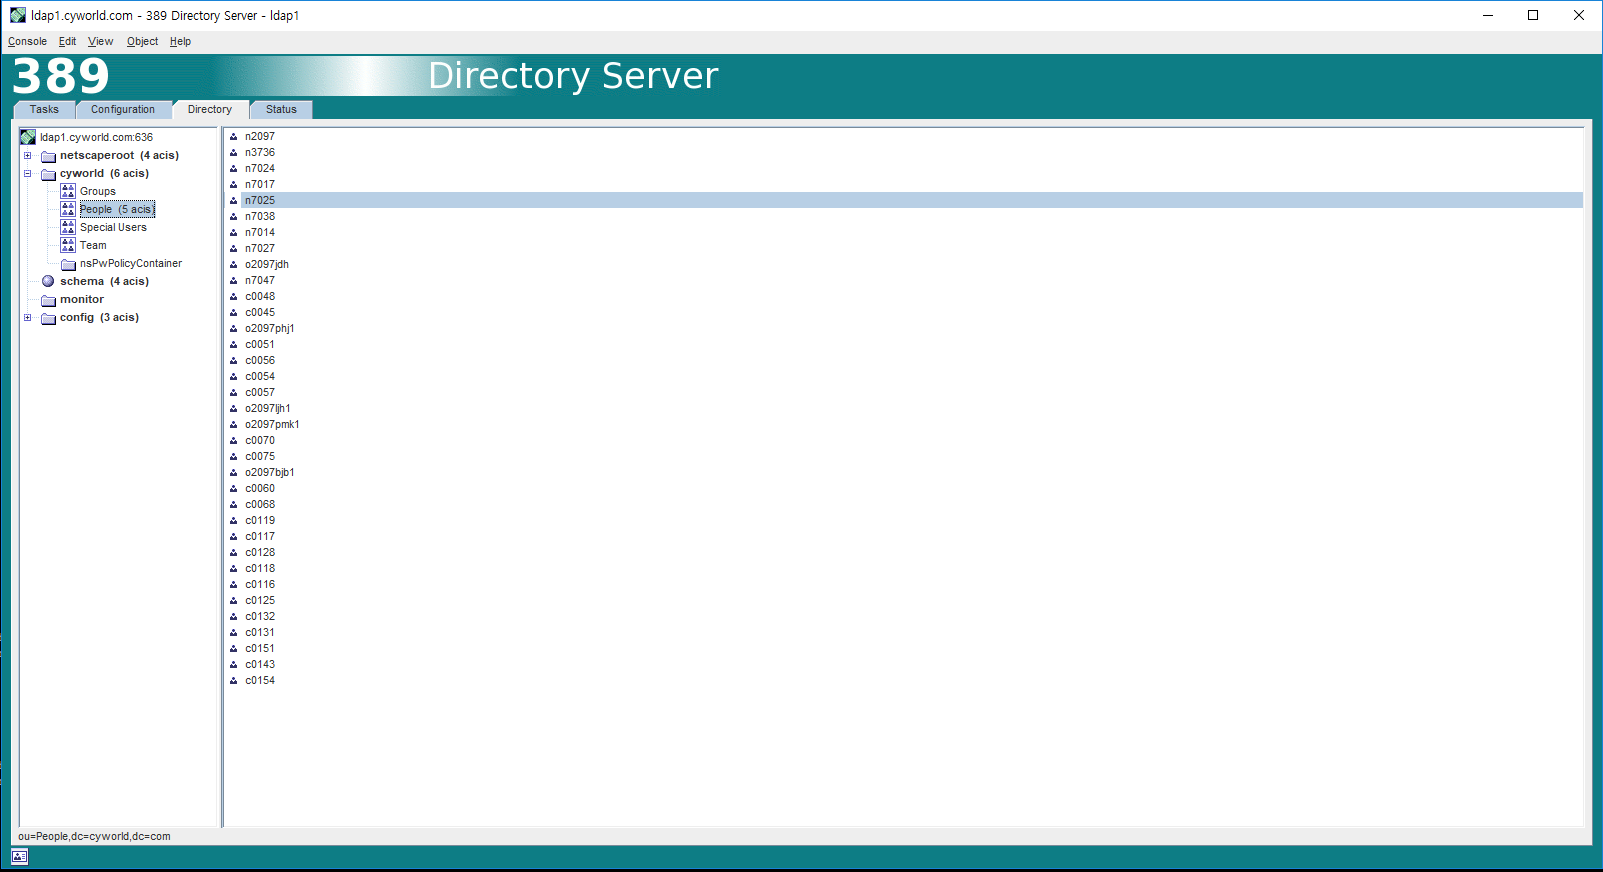 ldap1.cyworld.com - 389 Directory Server - ldap1
Console Edit View Object Help
389 Directory Server
Tasks Configuration Directory Status
ldap1.cyworld.com:636
netscaperoot (4 acis)
cyworld (6 acis)
Groups
People (5 acis)
Special Users
Team
nsPwPolicyContainer
schema (4 acis)
monitor
config (3 acis)
n2097
n3736
n7024
n7017
n7025
n7038
n7014
n7027
o2097jdh
n7047
c0048
c0045
o2097phj1
c0051
c0056
c0054
c0057
o2097ljh1
o2097pmk1
c0070
c0075
o2097bjb1
c0060
c0068
c0119
c0117
c0128
c0118
c0116
c0125
c0132
c0131
c0151
c0143
c0154
ou=People,dc=cyworld,dc=com